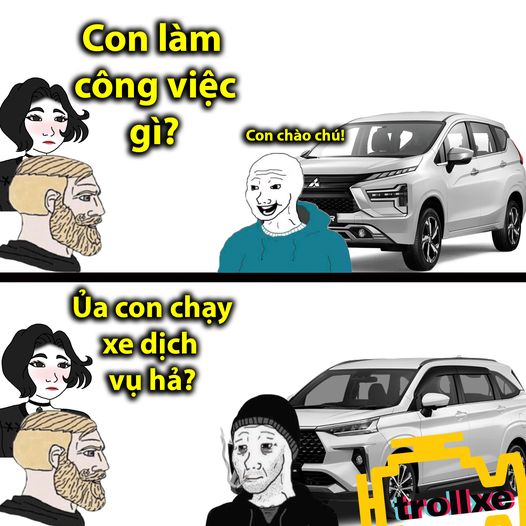 Con làm
công việc
gì?
Con chào chú!
Ủa con chạy
xe dịch
vụ hả?
trollxe